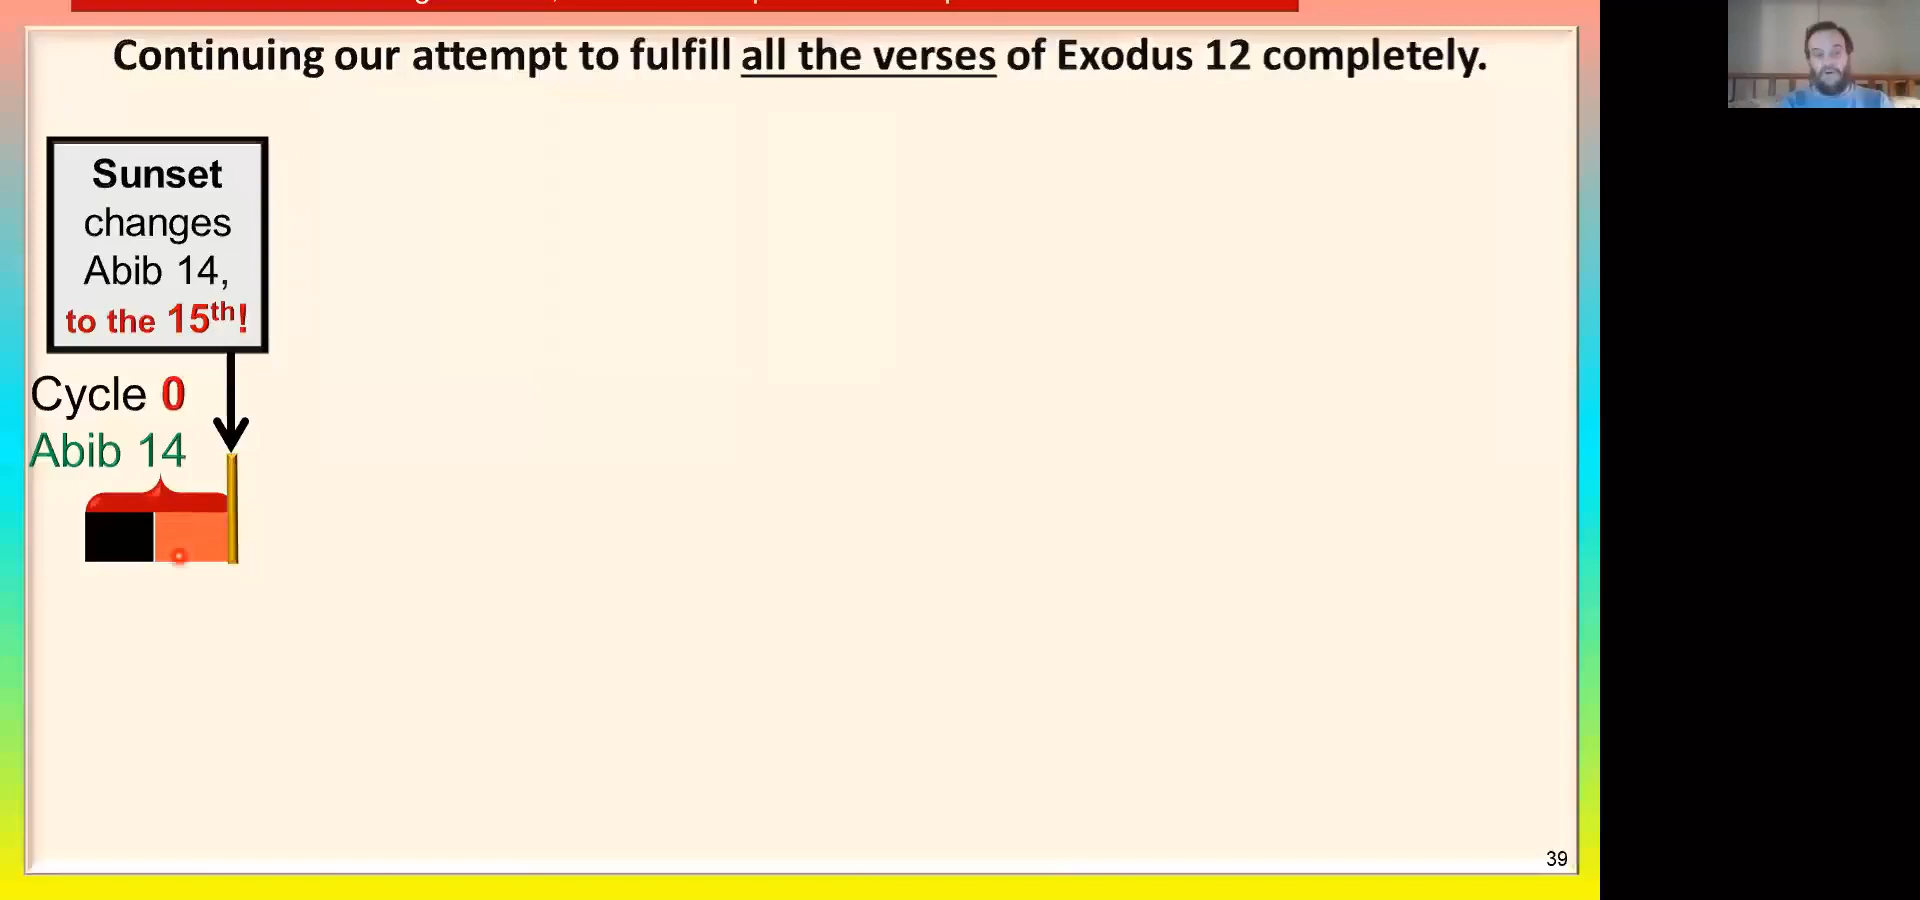 Continuing our attempt to fulfill all the verses of Exodus 12 completely.
Sunset
changes
Abib 14,
to the 15th!
Cycle 0
Abib 14
39